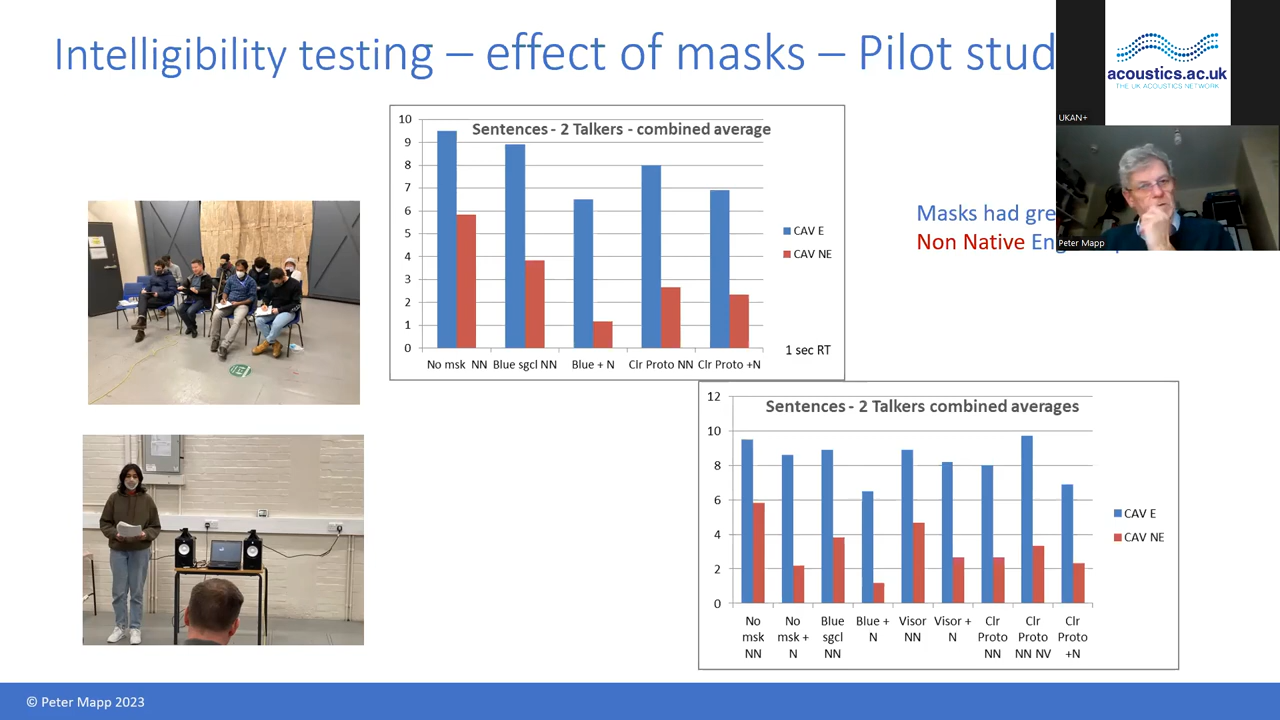 Intelligibility testing – effect of masks – Pilot stud
acoustics.ac.uk
THE UK ACOUSTICS NETWORK
UKAN+
Peter Mapp
Sentences - 2 Talkers - combined average
10
9
8
7
6
5
4
3
2
1
0
No msk NN
Blue sgcl NN
Blue + N
Clr Proto NN
Clr Proto +N
CAV E
CAV NE
1 sec RT
Masks had gre
Non Native
Sentences - 2 Talkers combined averages
12
10
8
6
4
2
0
No msk NN
No msk + N
Blue sgcl NN
Blue + N
Visor NN
Visor + N
Clr Proto NN
Clr Proto NN NV
Clr Proto +N
CAV E
CAV NE
© Peter Mapp 2023